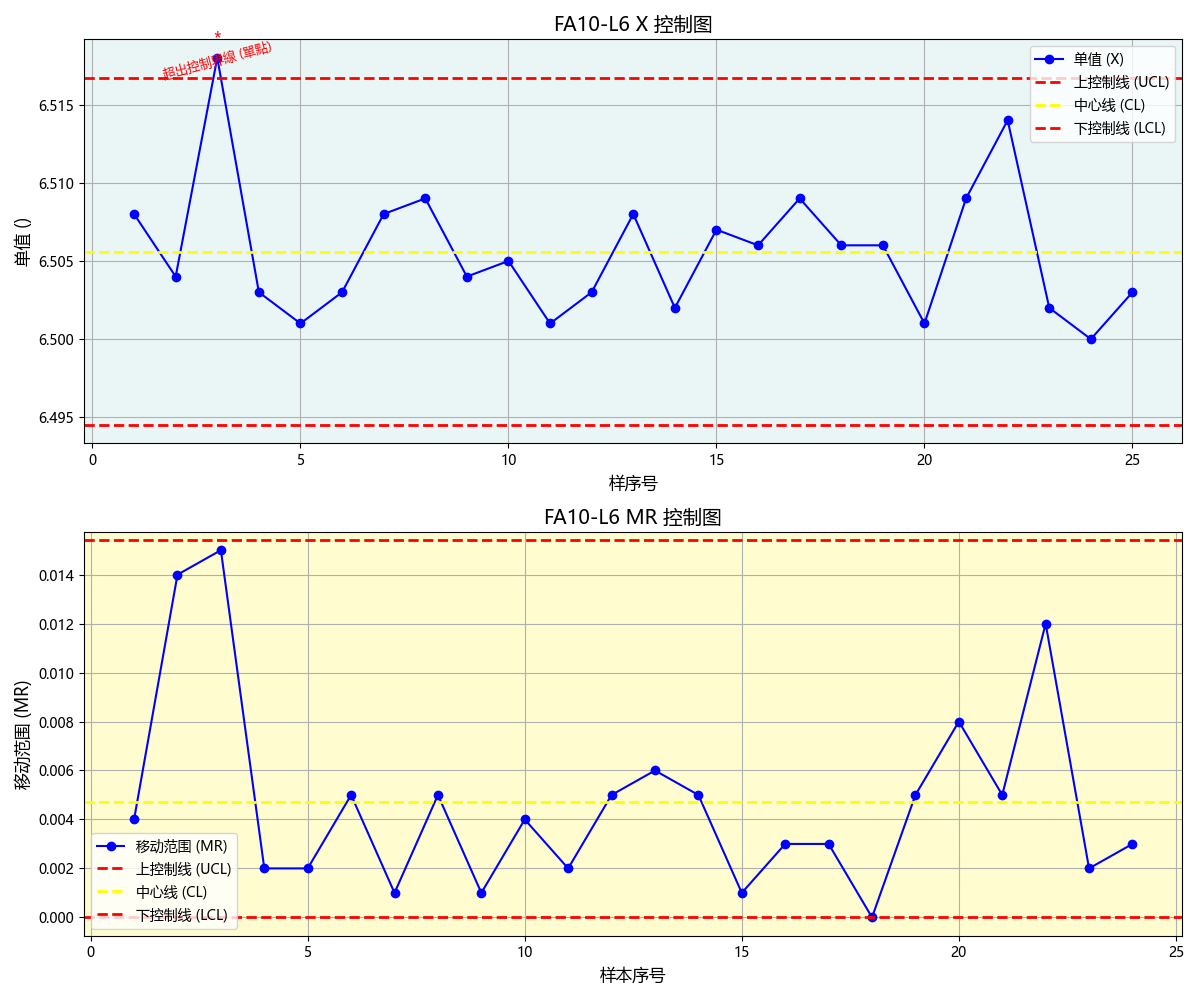 FA10-L6 X 控制图
*
超出控制界缐 (單點)
单值 (X)
上控制线 (UCL)
中心线 (CL)
下控制线 (LCL)
单值 ()
6.515
6.510
6.505
6.500
6.495
0 5 10 15 20 25
样序号
FA10-L6 MR 控制图
移动范围 (MR)
0.014
0.012
0.010
0.008
0.006
0.004
0.002
0.000
移动范围 (MR)
上控制线 (UCL)
中心线 (CL)
下控制线 (LCL)
0 5 10 15 20 25
样本序号